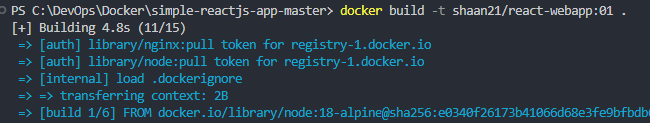 PS C:\DevOps\Docker\simple-reactjs-app-master> docker build -t shaan21/react-webapp:01 .
[+] Building 4.8s (11/15)
=> [auth] library/nginx:pull token for registry-1.docker.io
=> [auth] library/node:pull token for registry-1.docker.io
=> [internal] load .dockerignore
=> => transferring context: 2B
=> [build 1/6] FROM docker.io/library/node:18-alpine@sha256:e0340f26173b41066d68e3fe9bfbdb